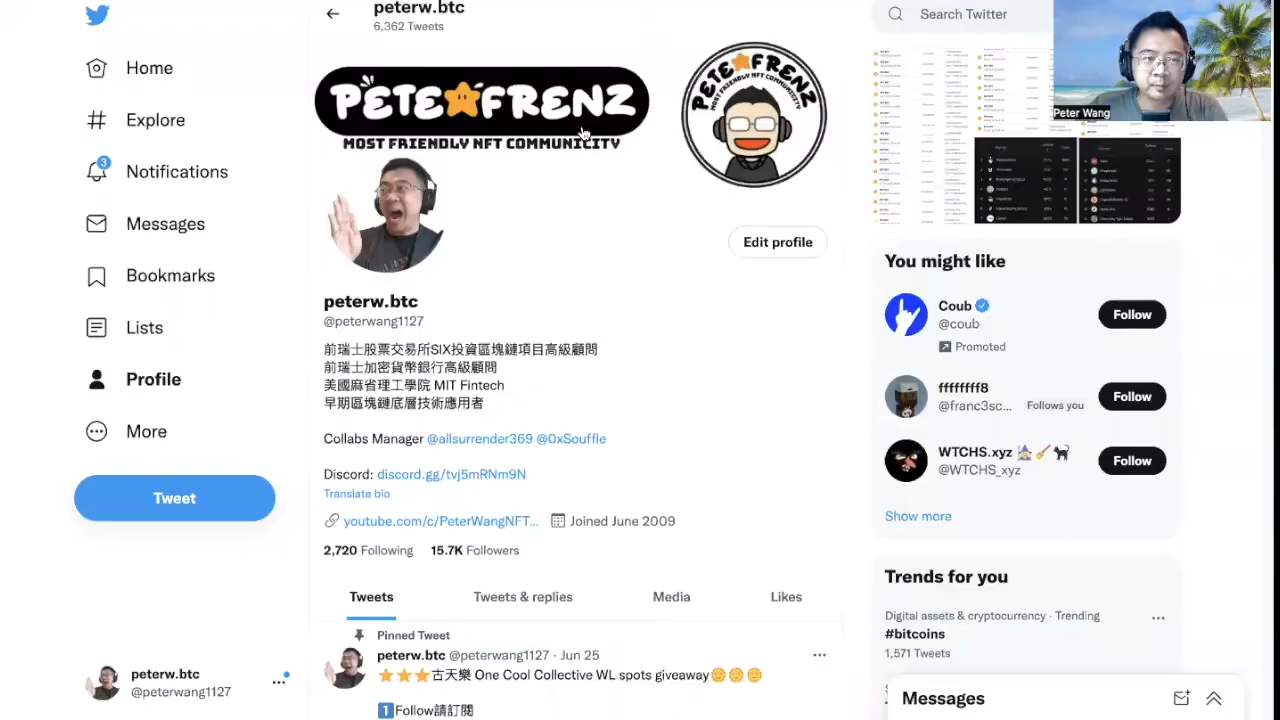 peterw.btc
6,362 Tweets
Search Twitter
Peter Wang
Home
Explore
Notifications
3
Messages
Bookmarks
Lists
Profile
More
Tweet
peterw.btc
@peterwang1127
PETE FRENZ
MOST FRIENDLY NFT COMMUNITY
PETE FRENZ
MOST FRIENDLY NFT COMMUNITY
Edit profile
peterw.btc
@peterwang1127
前瑞士股票交易所SIX投資區塊鏈項目高級顧問
前瑞士加密貨幣銀行高級顧問
美國麻省理工學院 MIT Fintech
早期區塊鏈底層技術應用者
Collabs Manager @allsurrender369 @0xSouffle
Discord: discord.gg/tvj5mRNm9N
Translate bio
youtube.com/c/PeterWangNFT... Joined June 2009
2,720 Following 15.7K Followers
Tweets Tweets & replies Media Likes
Pinned Tweet
peterw.btc @peterwang1127 · Jun 25
⭐⭐⭐古天樂 One Cool Collective WL spots giveaway🌼🌼🌼
1️⃣Follow請訂閱
You might like
Coub
@coub
Promoted
Follow
ffffffff8
@franc3sc... Follows you
Follow
WTCHS.xyz 🧙‍♀️🧹🐈‍⬛
@WTCHS_xyz
Follow
Show more
Trends for you
Digital assets & cryptocurrency · Trending
#bitcoins
1,571 Tweets
Messages